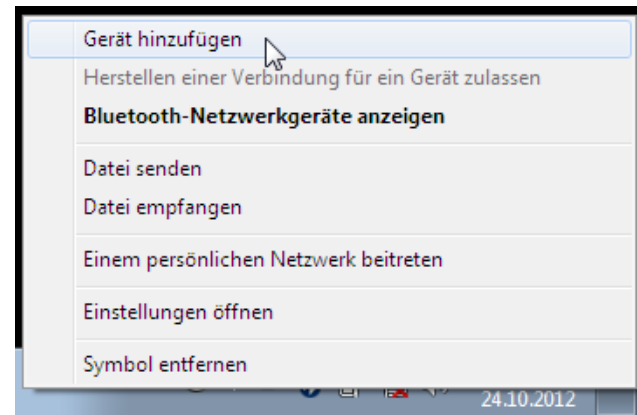 Gerät hinzufügen
Herstellen einer Verbindung für ein Gerät zulassen
Bluetooth-Netzwerkgeräte anzeigen
Datei senden
Datei empfangen
Einem persönlichen Netzwerk beitreten
Einstellungen öffnen
Symbol entfernen
24.10.2012